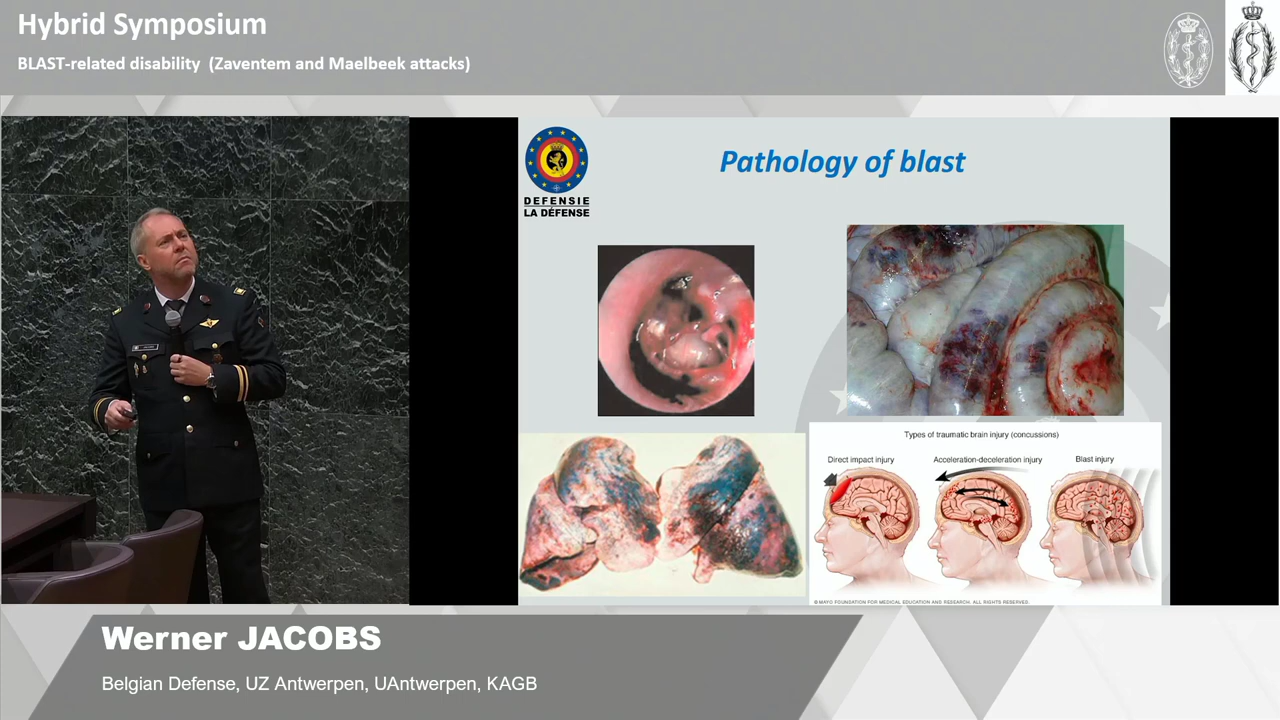 Hybrid Symposium
BLAST-related disability (Zaventem and Maelbeek attacks)
DEFENSIE
LA DÉFENSE
Pathology of blast
Types of traumatic brain injury (concussions)
Direct impact injury
Acceleration-deceleration injury
Blast injury
© MAYO FOUNDATION FOR MEDICAL EDUCATION AND RESEARCH. ALL RIGHTS RESERVED.
Werner JACOBS
Belgian Defense, UZ Antwerpen, UAntwerpen, KAGB